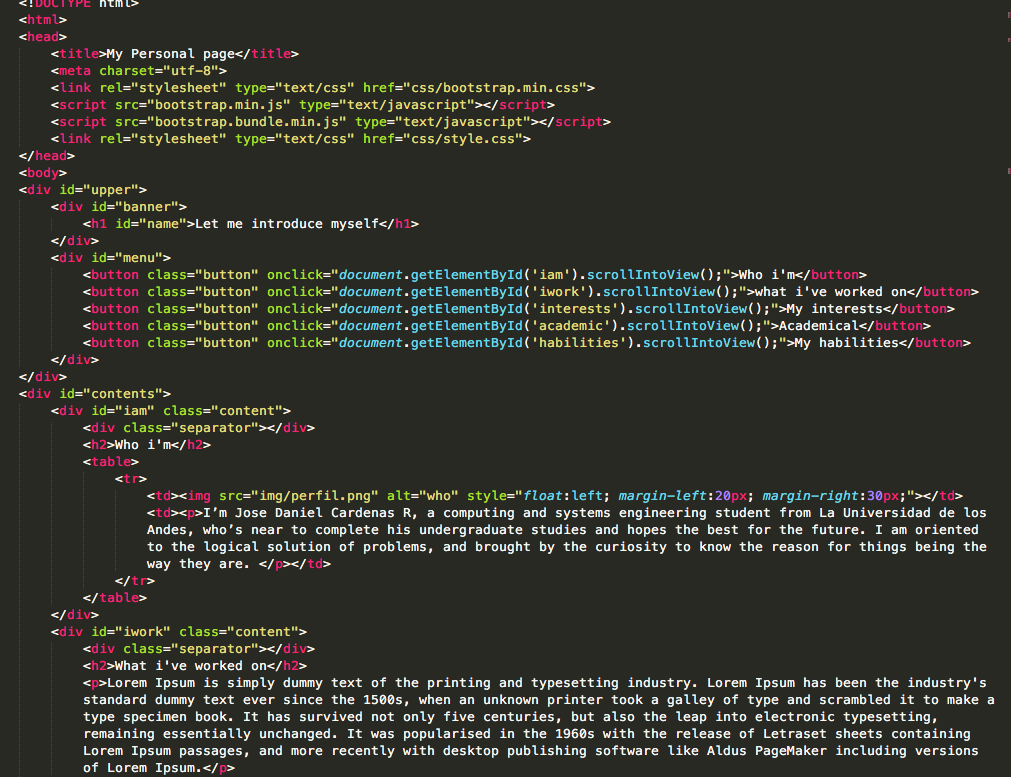 <!DOCTYPE html>
<html>
<head>
    <title>My Personal page</title>
    <meta charset="utf-8">
    <link rel="stylesheet" type="text/css" href="css/bootstrap.min.css">
    <script src="bootstrap.min.js" type="text/javascript"></script>
    <script src="bootstrap.bundle.min.js" type="text/javascript"></script>
    <link rel="stylesheet" type="text/css" href="css/style.css">
</head>
<body>
<div id="upper">
    <div id="banner">
        <h1 id="name">Let me introduce myself</h1>
    </div>
    <div id="menu">
        <button class="button" onclick="document.getElementById('iam').scrollIntoView();">Who i'm</button>
        <button class="button" onclick="document.getElementById('iwork').scrollIntoView();">what i've worked on</button>
        <button class="button" onclick="document.getElementById('interests').scrollIntoView();">My interests</button>
        <button class="button" onclick="document.getElementById('academic').scrollIntoView();">Academical</button>
        <button class="button" onclick="document.getElementById('habilities').scrollIntoView();">My habilities</button>
    </div>
</div>
<div id="contents">
    <div id="iam" class="content">
        <div class="separator"></div>
        <h2>Who i'm</h2>
        <table>
            <tr>
                <td><img src="img/perfil.png" alt="who" style="float:left; margin-left:20px; margin-right:30px;"></td>
                <td><p>I’m Jose Daniel Cardenas R, a computing and systems engineering student from La Universidad de los
                Andes, who’s near to complete his undergraduate studies and hopes the best for the future. I am oriented
                to the logical solution of problems, and brought by the curiosity to know the reason for things being the
                way they are. </p></td>
            </tr>
        </table>
    </div>
    <div id="iwork" class="content">
        <div class="separator"></div>
        <h2>What i've worked on</h2>
        <p>Lorem Ipsum is simply dummy text of the printing and typesetting industry. Lorem Ipsum has been the industry's
        standard dummy text ever since the 1500s, when an unknown printer took a galley of type and scrambled it to make a
        type specimen book. It has survived not only five centuries, but also the leap into electronic typesetting,
        remaining essentially unchanged. It was popularised in the 1960s with the release of Letraset sheets containing
        Lorem Ipsum passages, and more recently with desktop publishing software like Aldus PageMaker including versions
        of Lorem Ipsum.</p>